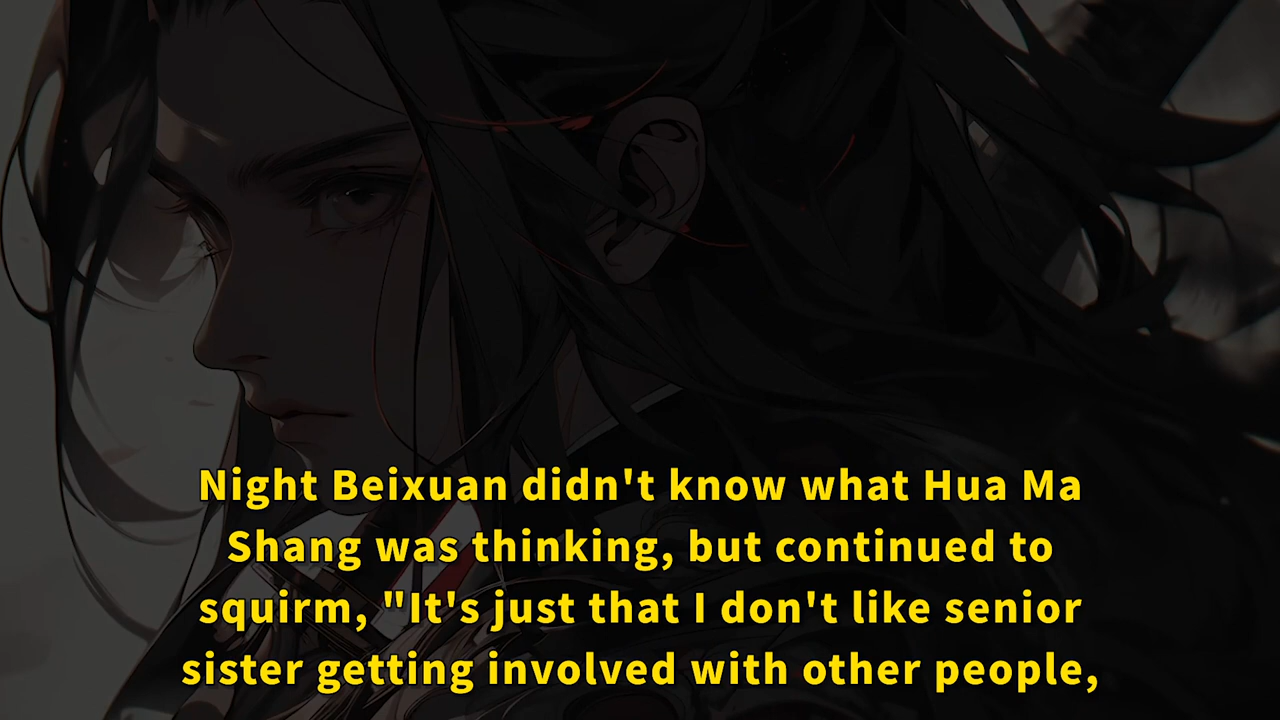 Night Beixuan didn't know what Hua Ma
Shang was thinking, but continued to
squirm, "It's just that I don't like senior
sister getting involved with other people,